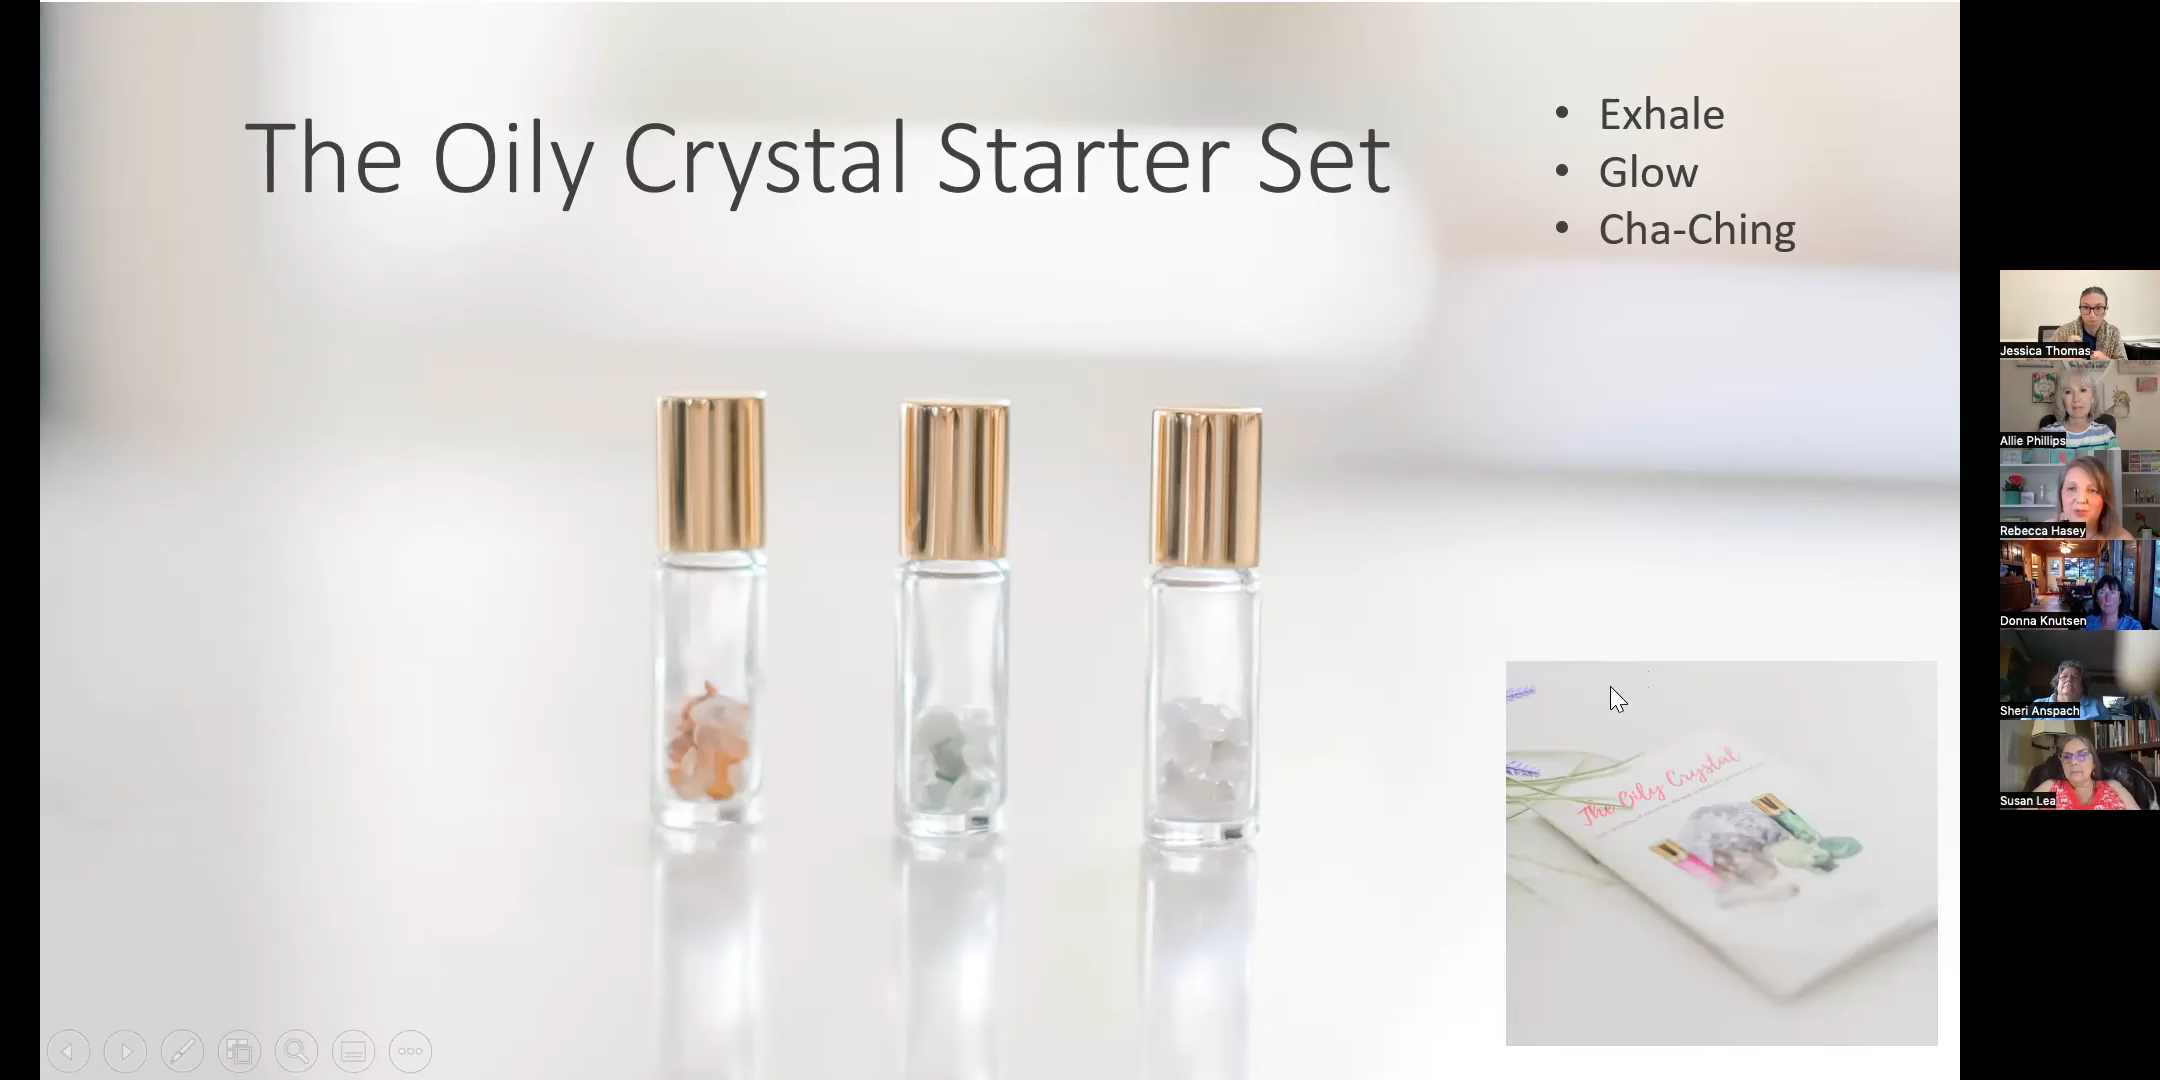 The Oily Crystal Starter Set
• Exhale
• Glow
• Cha-Ching
The Oily Crystal
Jessica Thomas
Allie Phillips
Rebecca Hasey
Donna Knutsen
Sheri Anspach
Susan Lea